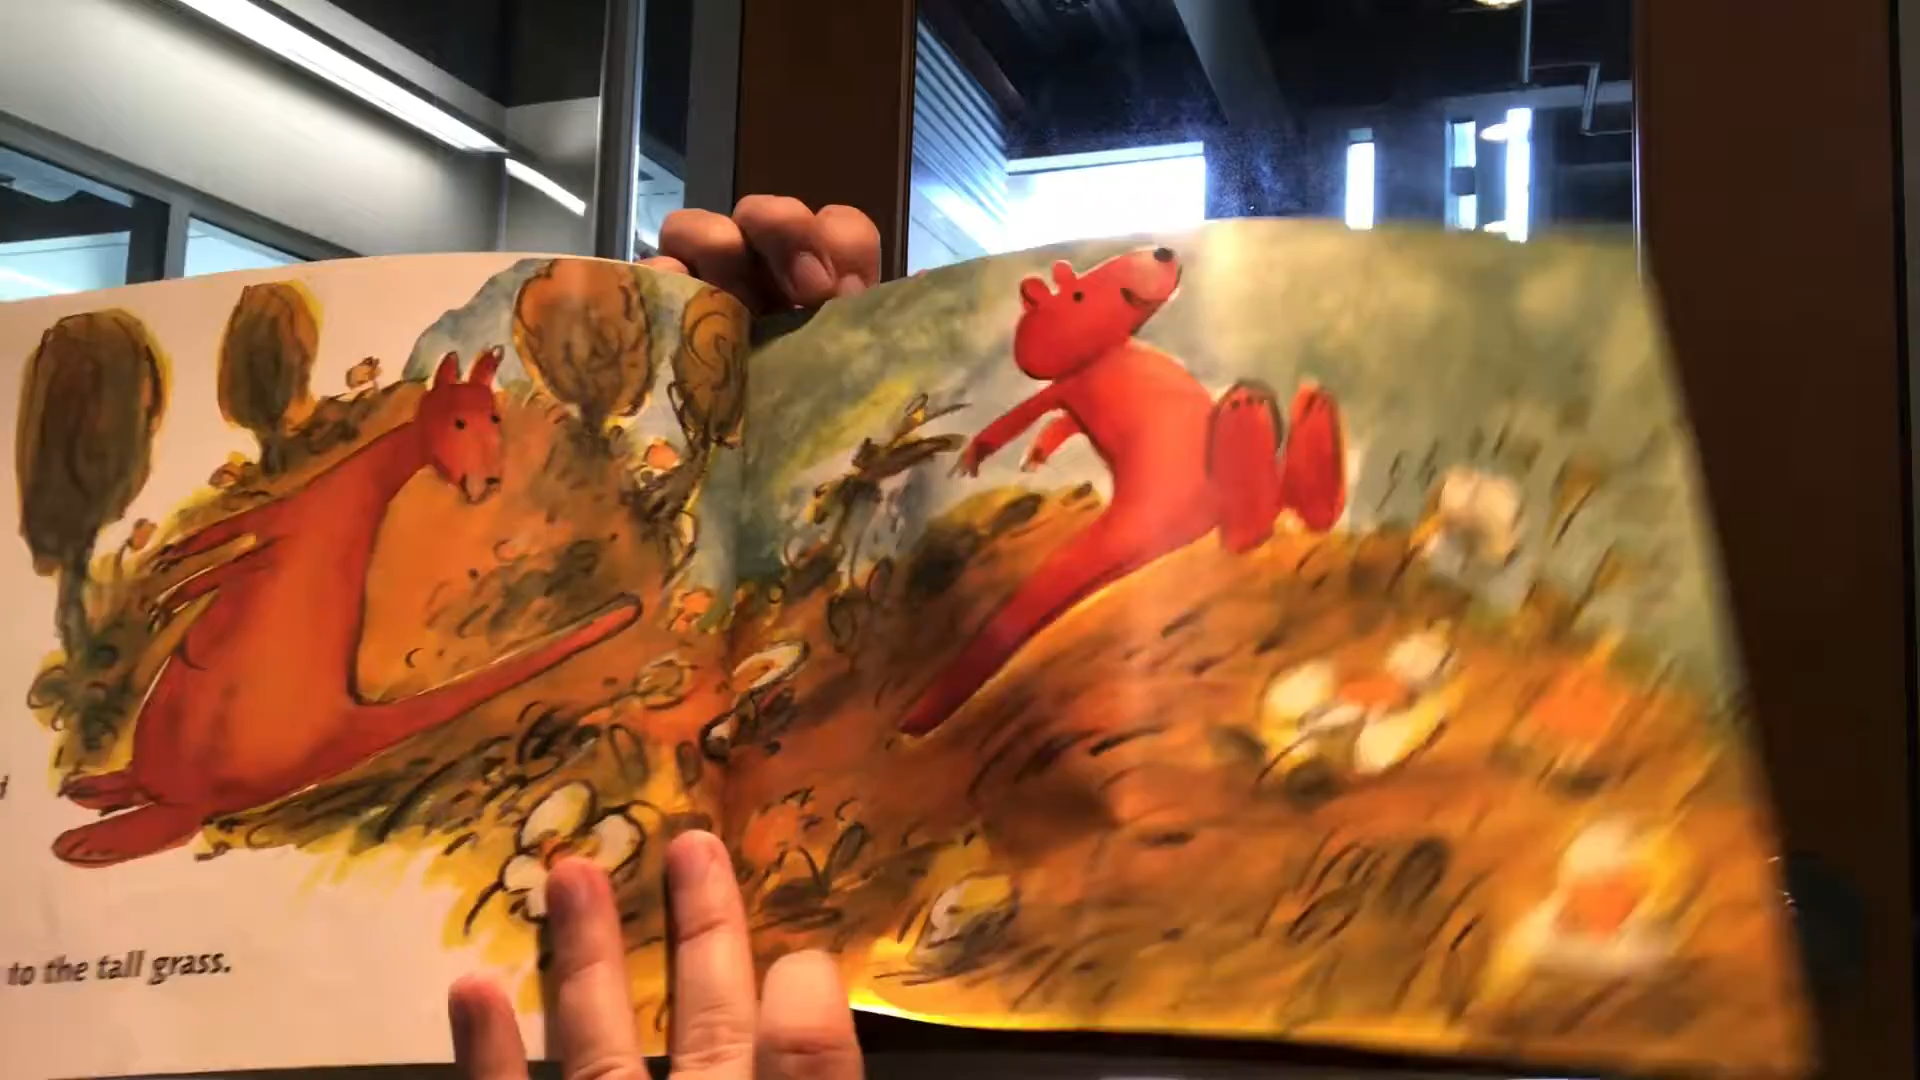 to the tall grass.